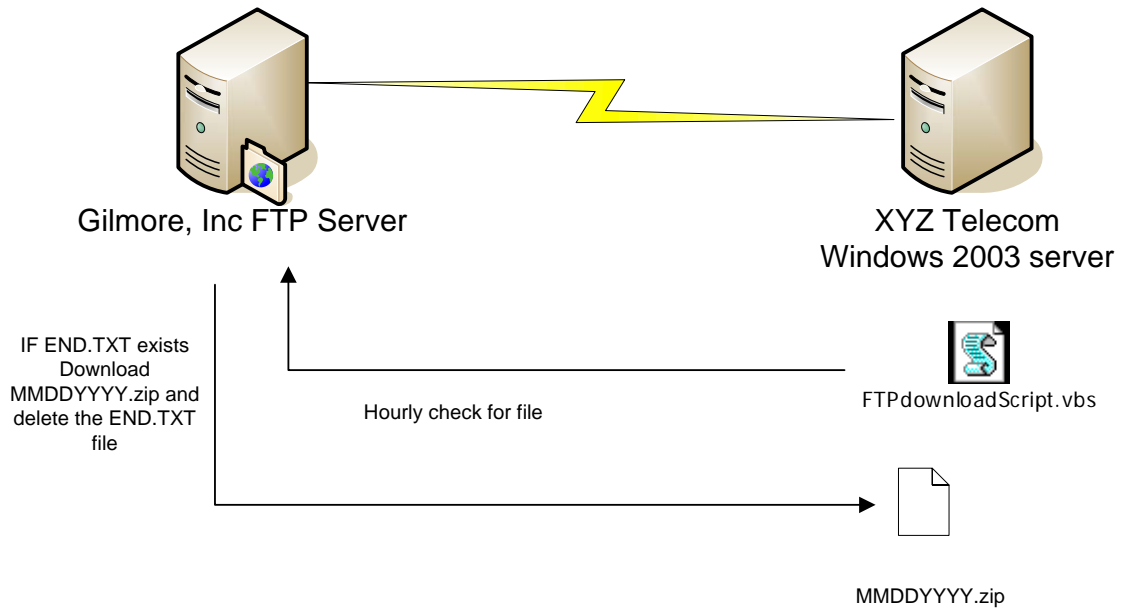 Gilmore, Inc FTP Server
XYZ Telecom
Windows 2003 server
IF END.TXT exists
Download
MMDDYYYY.zip and
delete the END.TXT
file
Hourly check for file
FTPdownloadScript.vbs
MMDDYYYY.zip